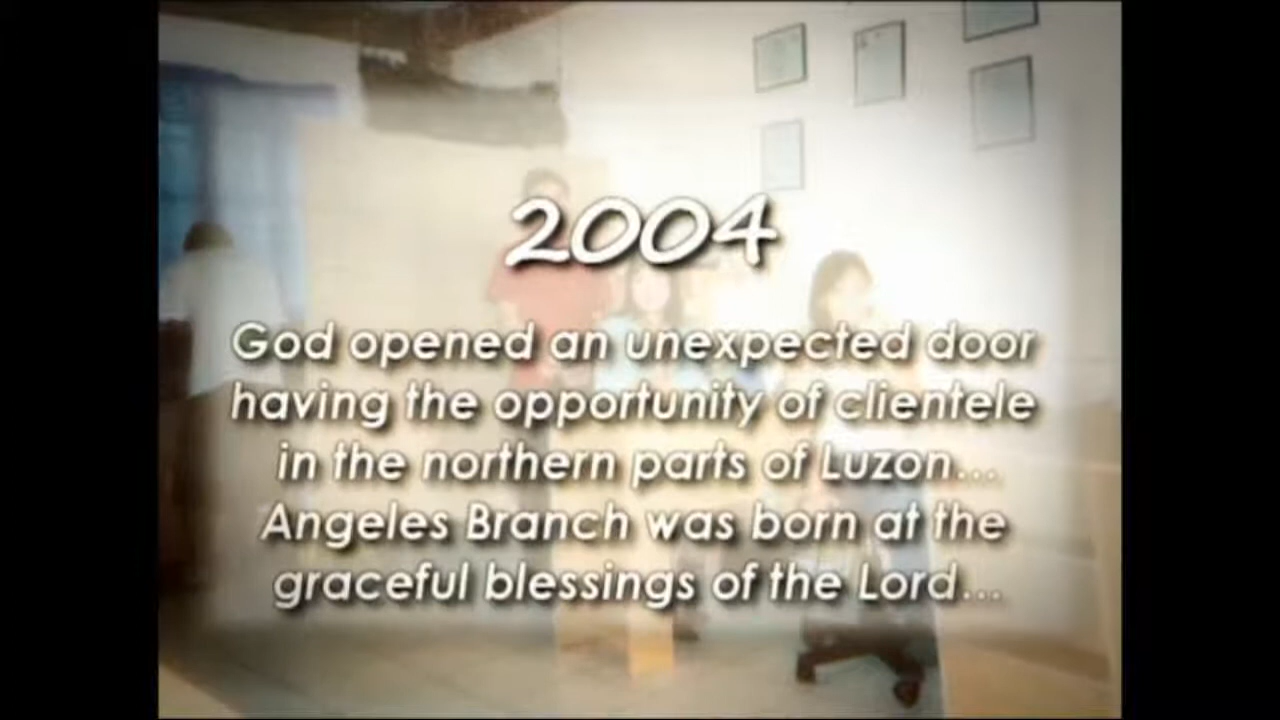 2004
God opened an unexpected door
having the opportunity of clientele
in the northern parts of Luzon...
Angeles Branch was born at the
graceful blessings of the Lord...